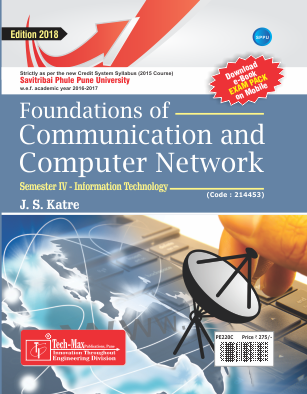 Edition 2018
SPPU
Strictly as per the new Credit System Syllabus (2015 Course)
Savitribai Phule Pune University
w.e.f. academic year 2016-2017
Download
e-Book
EXAM PACK
on Mobile
Foundations of
Communication and
Computer Network
Semester IV - Information Technology
(Code : 214453)
J. S. Katre
Tech-Max Publications, Pune
Innovation Throughout
Engineering Division
PE220C Price ₹ 275/-